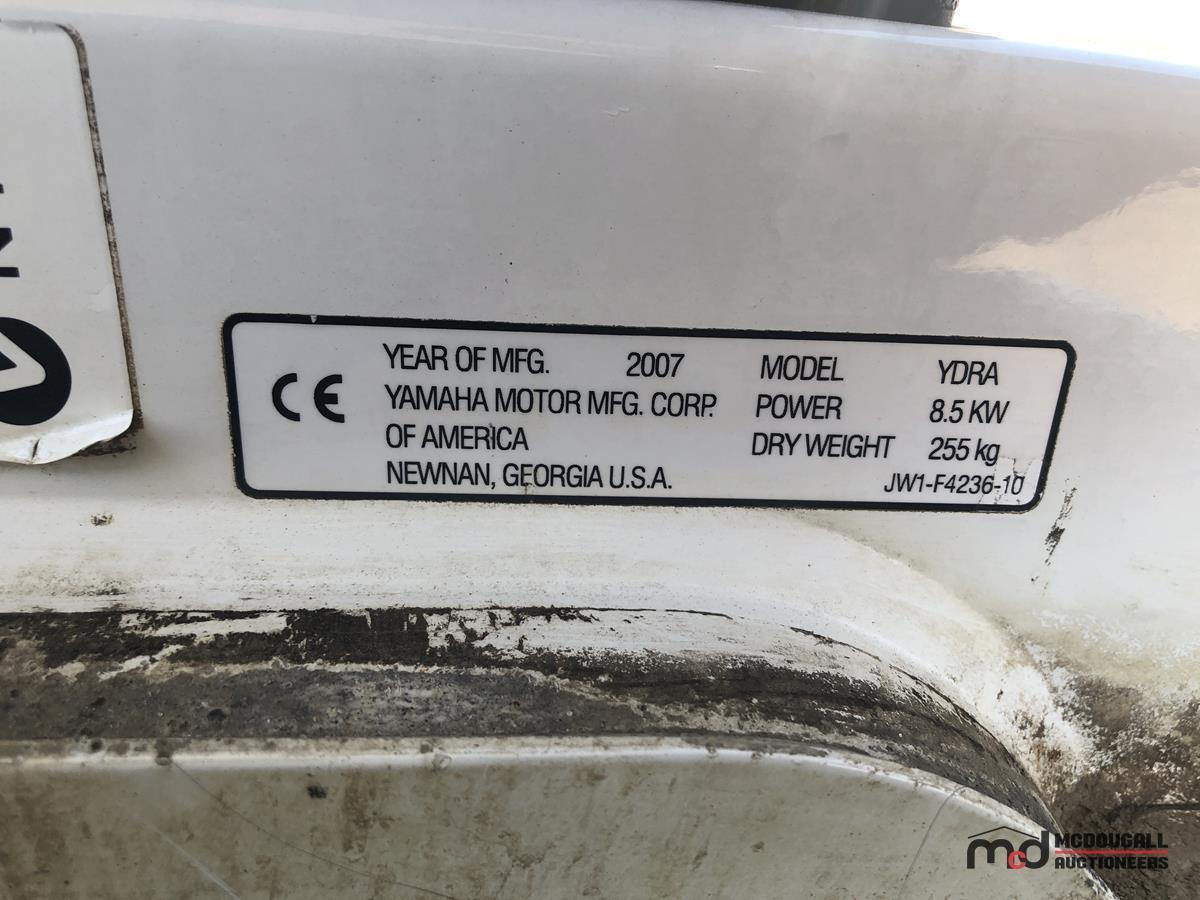 CE
YEAR OF MFG. 2007 MODEL YDRA
YAMAHA MOTOR MFG. CORP. POWER 8.5 KW
OF AMERICA DRY WEIGHT 255 kg
NEWNAN, GEORGIA U.S.A. JW1-F4236-10
mcd MCDOUGALL
AUCTIONEERS